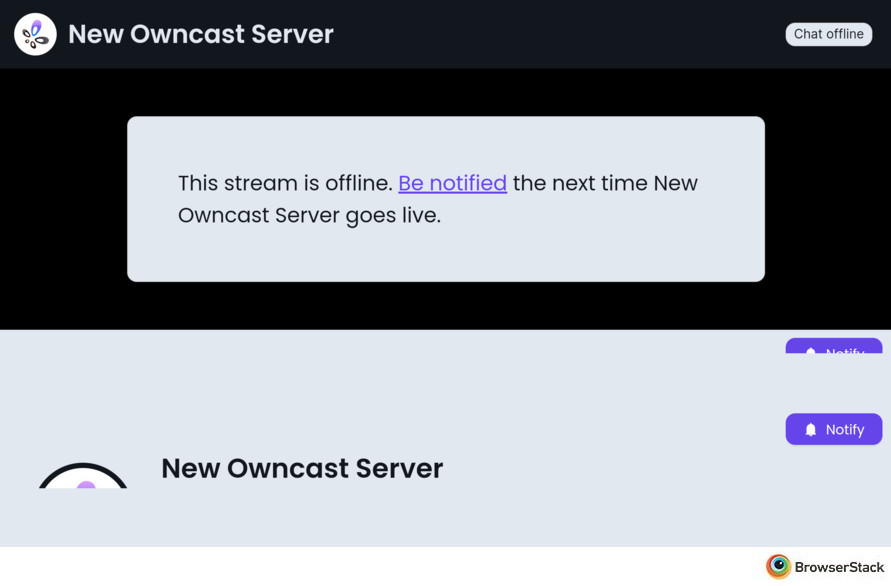 New Owncast Server
Chat offline
This stream is offline. Be notified the next time New
Owncast Server goes live.
Notify
Notify
New Owncast Server
BrowserStack